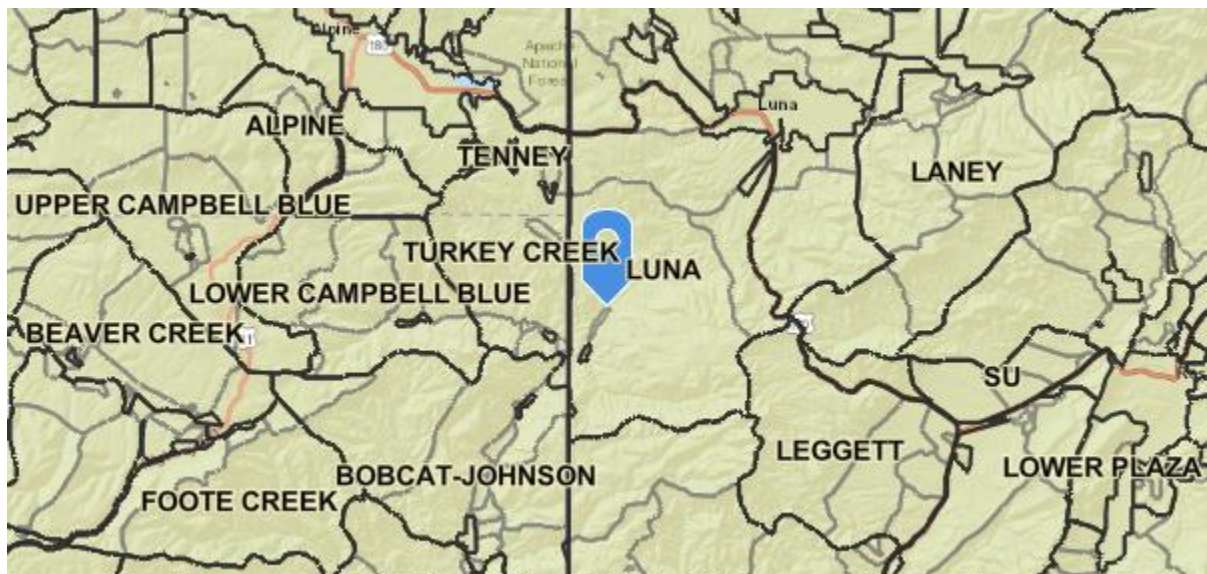 Alpine
180
Apache
National
Forest
Luna
ALPINE
TENNEY
LANEY
UPPER CAMPBELL BLUE
TURKEY CREEK
LUNA
LOWER CAMPBELL BLUE
BEAVER CREEK
SU
LEGGETT
LOWER PLAZA
BOBCAT-JOHNSON
FOOTE CREEK